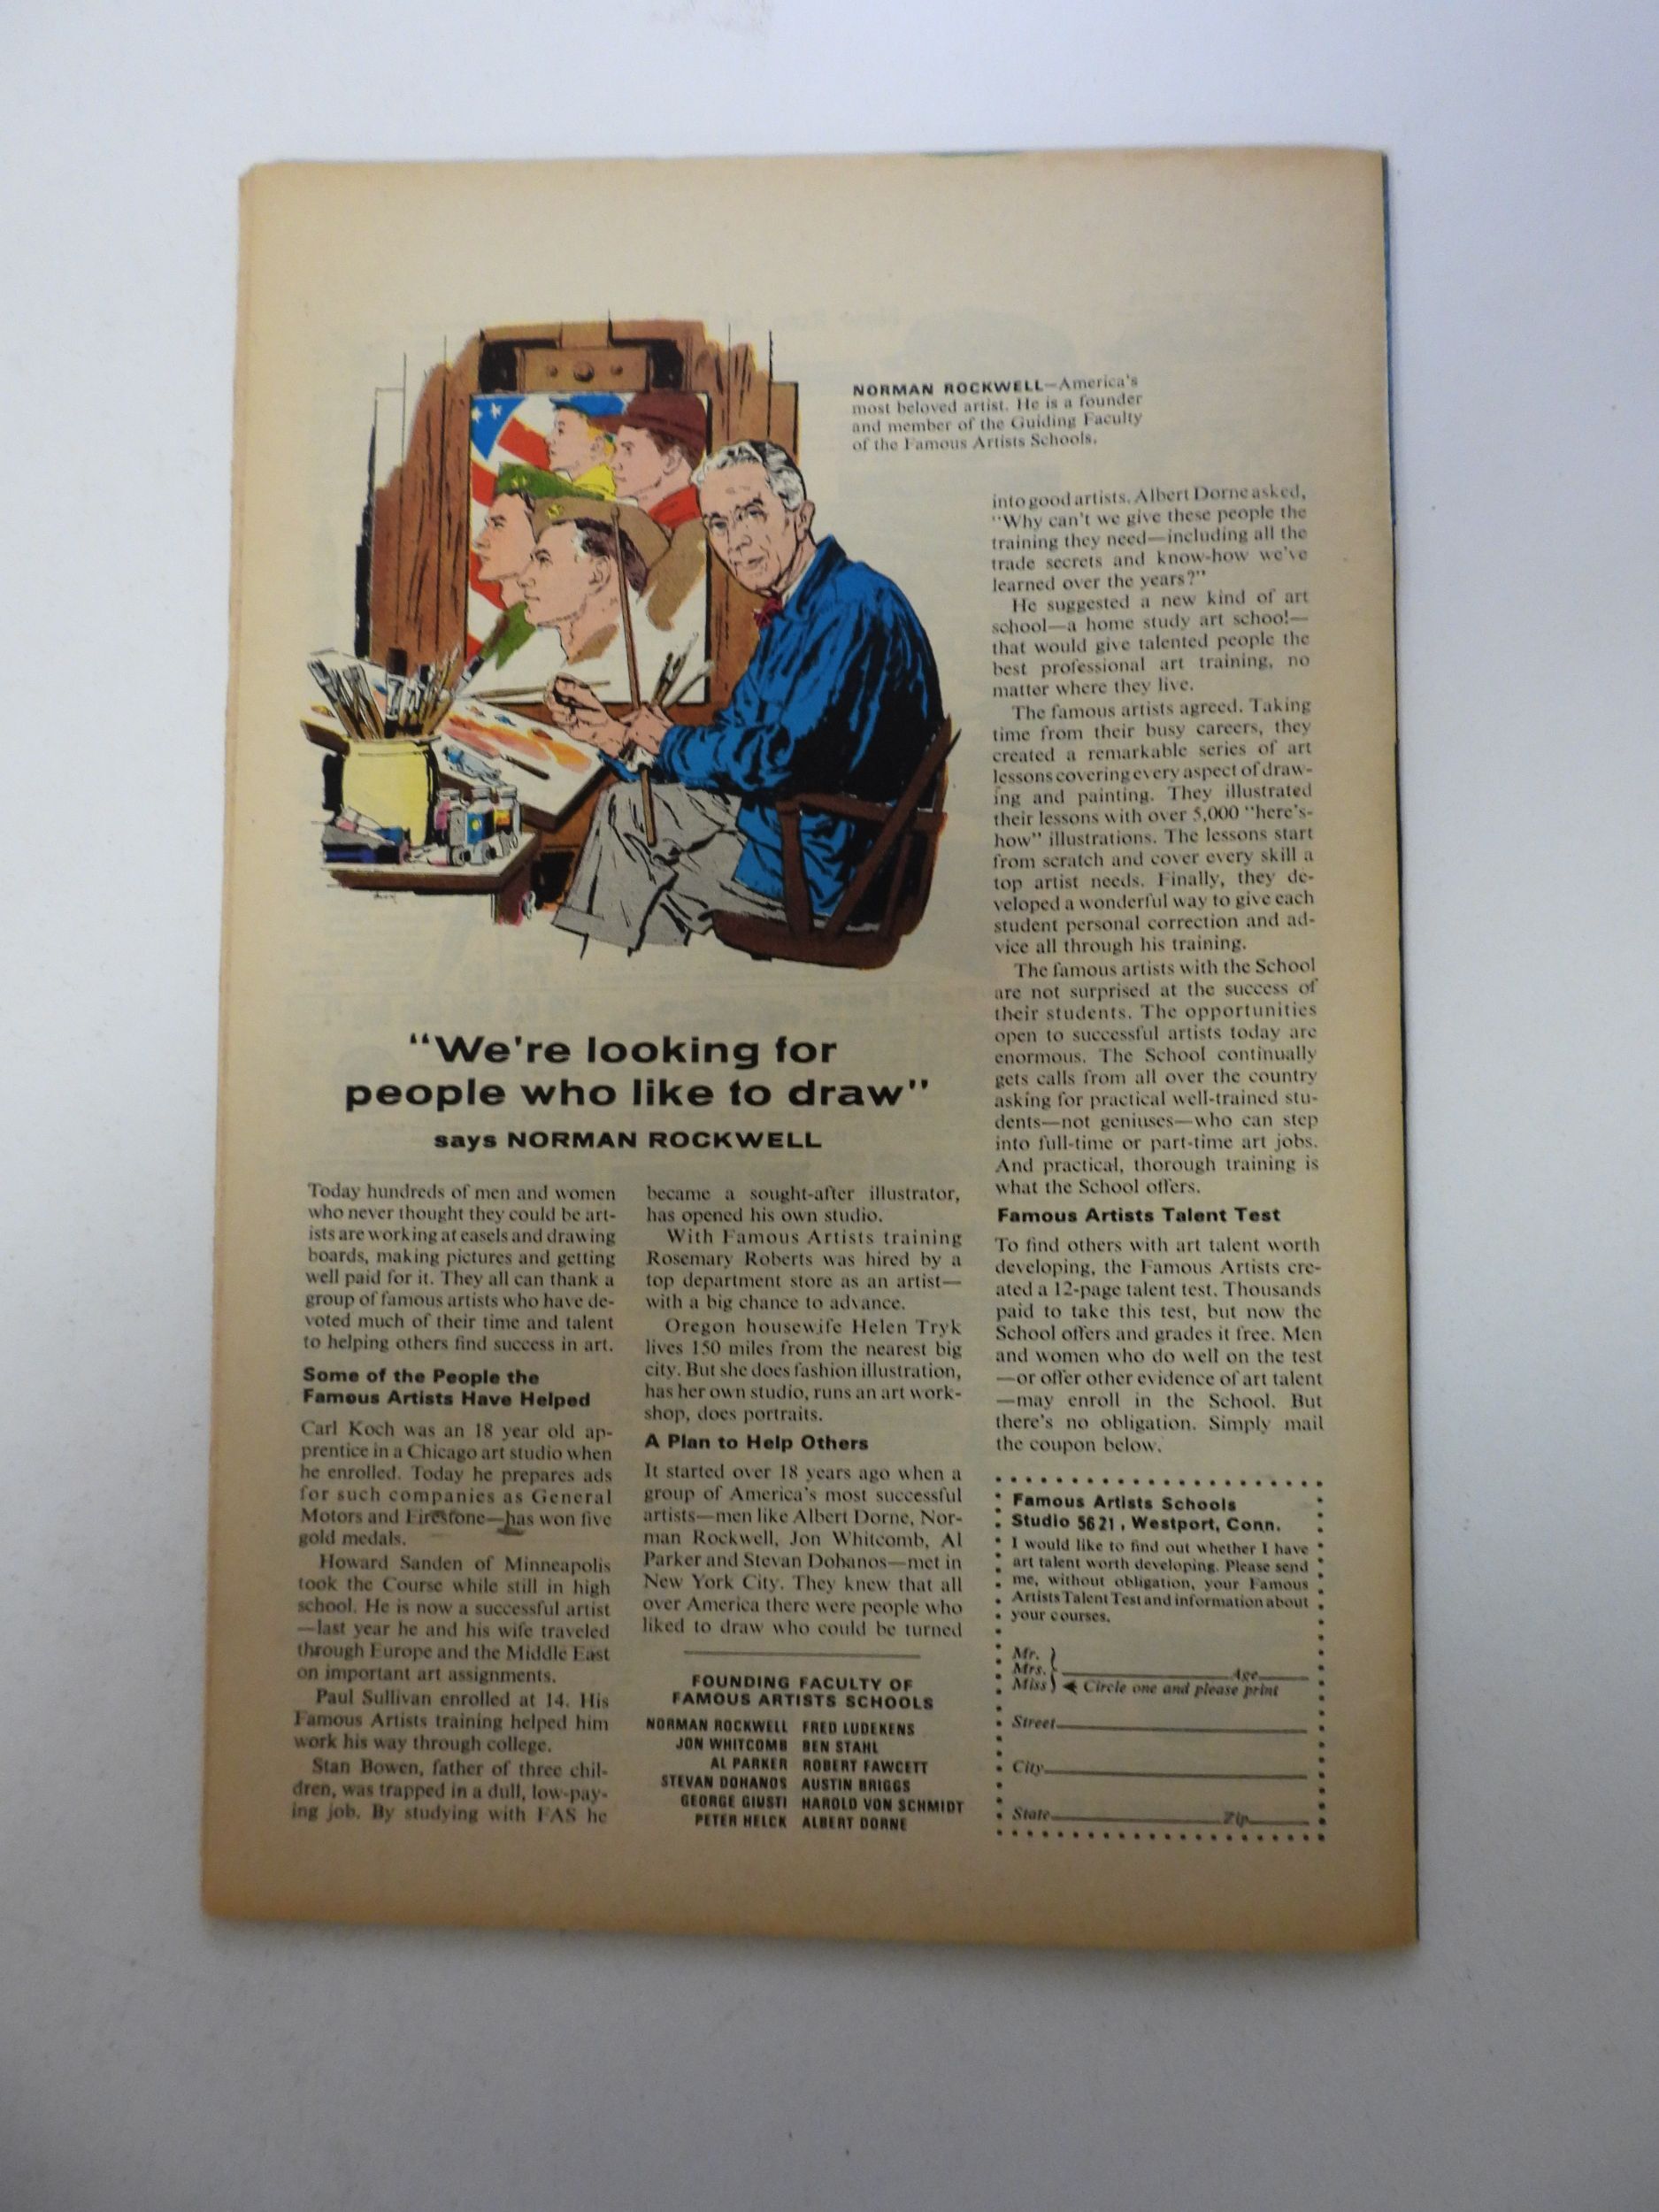 NORMAN ROCKWELL—America's
most beloved artist. He is a founder
and member of the Guiding Faculty
of the Famous Artists Schools.
"We're looking for
people who like to draw"
says NORMAN ROCKWELL
Today hundreds of men and women
who never thought they could be art-
ists are working at easels and drawing
boards, making pictures and getting
well paid for it. They all can thank a
group of famous artists who have de-
voted much of their time and talent
to helping others find success in art.
Some of the People the
Famous Artists Have Helped
Carl Koch was an 18 year old ap-
prentice in a Chicago art studio when
he enrolled. Today he prepares ads
for such companies as General
Motors and Firestone—has won five
gold medals.
Howard Sanden of Minneapolis
took the Course while still in high
school. He is now a successful artist
—last year he and his wife traveled
through Europe and the Middle East
on important art assignments.
Paul Sullivan enrolled at 14. His
Famous Artists training helped him
work his way through college.
Stan Bowen, father of three chil-
dren, was trapped in a dull, low-pay-
ing job. By studying with FAS he
became a sought-after illustrator,
has opened his own studio.
With Famous Artists training
Rosemary Roberts was hired by a
top department store as an artist—
with a big chance to advance.
Oregon housewife Helen Tryk
lives 150 miles from the nearest big
city. But she does fashion illustration,
has her own studio, runs an art work-
shop, does portraits.
A Plan to Help Others
It started over 18 years ago when a
group of America's most successful
artists—men like Albert Dorne, Nor-
man Rockwell, Jon Whitcomb, Al
Parker and Stevan Dohanos—met in
New York City. They knew that all
over America there were people who
liked to draw who could be turned
FOUNDING FACULTY OF
FAMOUS ARTISTS SCHOOLS
NORMAN ROCKWELL FRED LUDEKENS
JON WHITCOMB BEN STAHL
AL PARKER ROBERT FAWCETT
STEVAN DOHANOS AUSTIN BRIGGS
GEORGE GIUSTI HAROLD VON SCHMIDT
PETER HELCK ALBERT DORNE
into good artists. Albert Dorne asked,
"Why can't we give these people the
training they need—including all the
trade secrets and know-how we've
learned over the years?"
He suggested a new kind of art
school—a home study art school—
that would give talented people the
best professional art training, no
matter where they live.
The famous artists agreed. Taking
time from their busy careers, they
created a remarkable series of art
lessons covering every aspect of draw-
ing and painting. They illustrated
their lessons with over 5,000 "here's-
how" illustrations. The lessons start
from scratch and cover every skill a
top artist needs. Finally, they de-
veloped a wonderful way to give each
student personal correction and ad-
vice all through his training.
The famous artists with the School
are not surprised at the success of
their students. The opportunities
open to successful artists today are
enormous. The School continually
gets calls from all over the country
asking for practical well-trained stu-
dents—not geniuses—who can step
into full-time or part-time art jobs.
And practical, thorough training is
what the School offers.
Famous Artists Talent Test
To find others with art talent worth
developing, the Famous Artists cre-
ated a 12-page talent test. Thousands
paid to take this test, but now the
School offers and grades it free. Men
and women who do well on the test
—or offer other evidence of art talent
—may enroll in the School. But
there's no obligation. Simply mail
the coupon below.
Famous Artists Schools
Studio 5621, Westport, Conn.
I would like to find out whether I have
art talent worth developing. Please send
me, without obligation, your Famous
Artists Talent Test and information about
your courses.
Mr.
Mrs. Age
Miss Circle one and please print
Street
City
State Zip